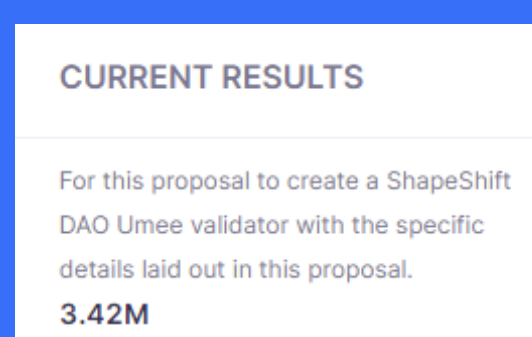 CURRENT RESULTS
For this proposal to create a ShapeShift
DAO Umee validator with the specific
details laid out in this proposal.
3.42M